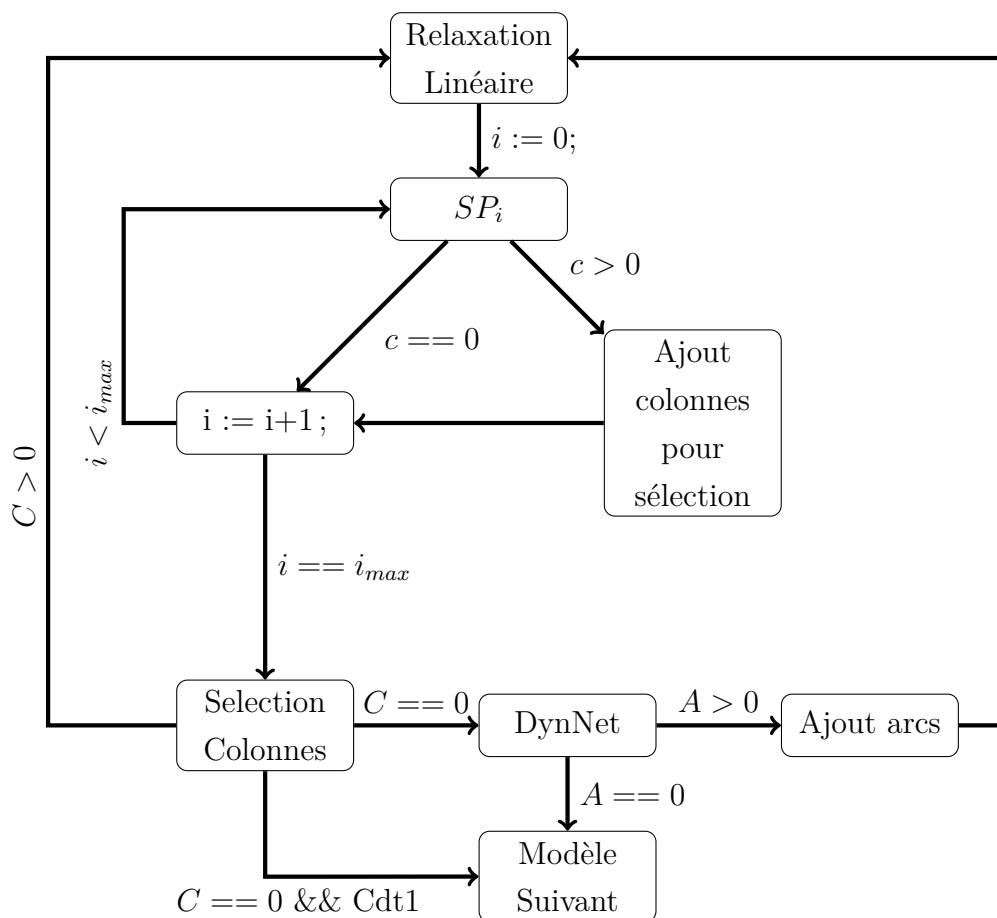 Relaxation
Linéaire
i := 0;
SP_i
c > 0
c == 0
Ajout
colonnes
pour
sélection
i := i+1 ;
i < i_max
C > 0
i == i_max
Selection
Colonnes
C == 0
DynNet
A > 0
Ajout arcs
A == 0
Modèle
Suivant
C == 0 && Cdt1